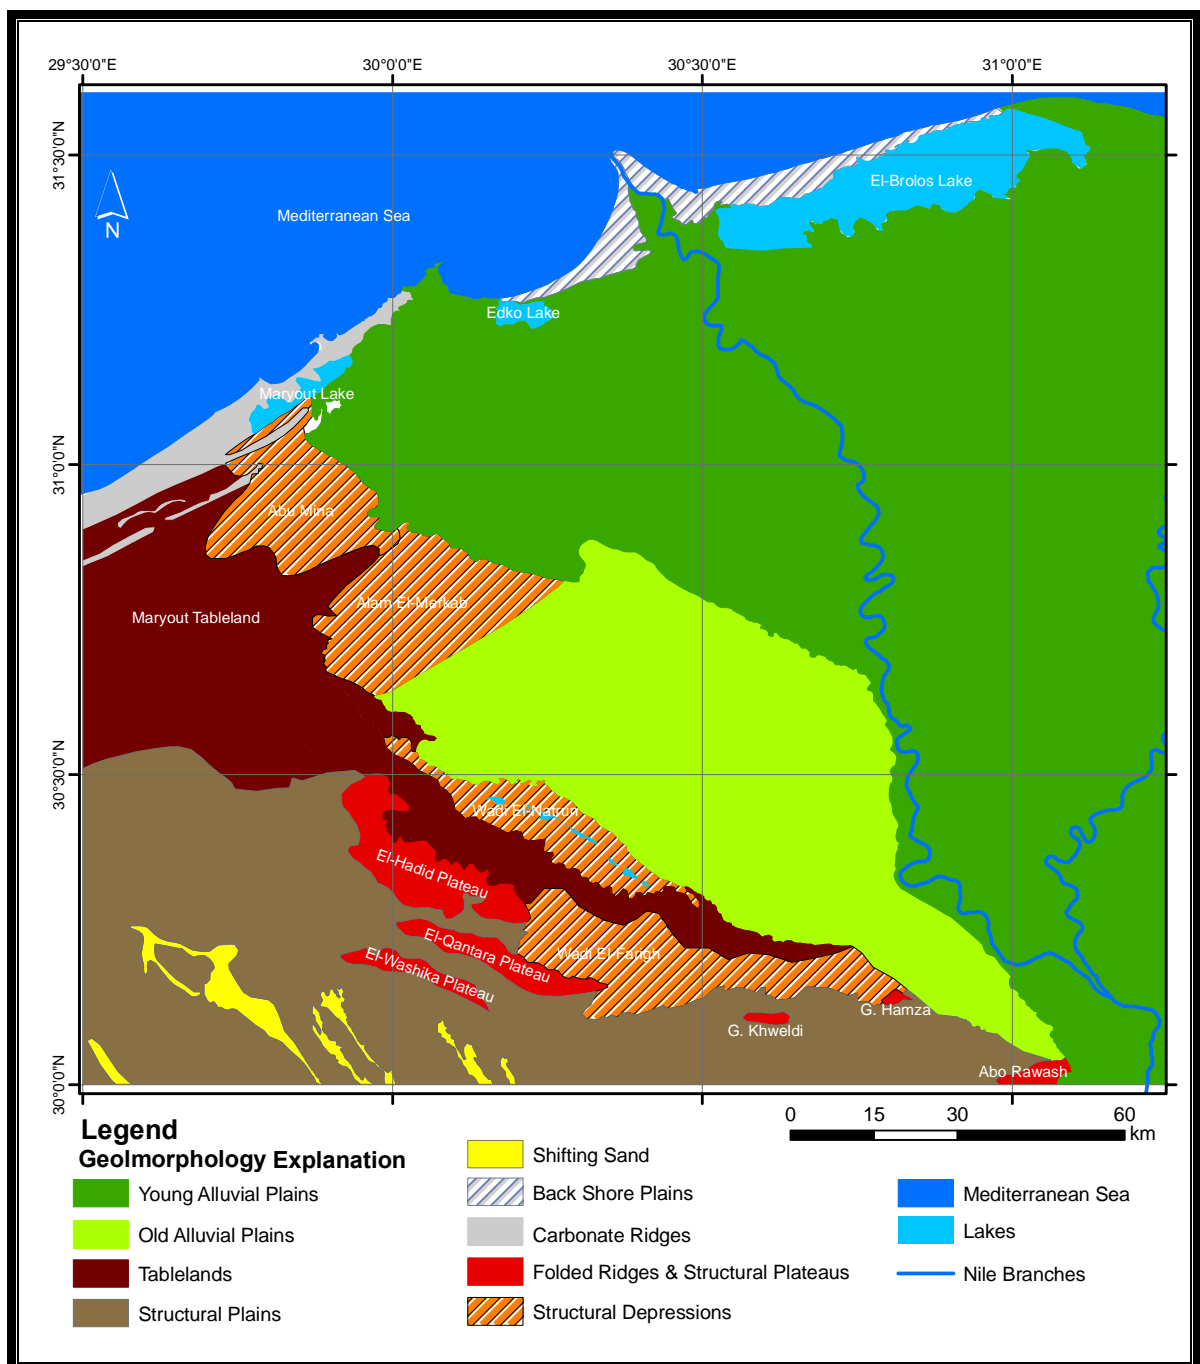 29°30'0"E
30°0'0"E
30°30'0"E
31°0'0"E
31°30'0"N
31°0'0"N
30°30'0"N
30°0'0"N
N
Mediterranean Sea
El-Brolos Lake
Edko Lake
Maryout Lake
Abu Mina
Alam El-Merkab
Maryout Tableland
Wadi El-Natrun
El-Hadid Plateau
El-Qantara Plateau
El-Washika Plateau
Wadi El-Farigh
G. Hamza
G. Khweldi
Abo Rawash
0 15 30 60
km
Legend
Geolmorphology Explanation
Young Alluvial Plains
Old Alluvial Plains
Tablelands
Structural Plains
Shifting Sand
Back Shore Plains
Carbonate Ridges
Folded Ridges & Structural Plateaus
Structural Depressions
Mediterranean Sea
Lakes
Nile Branches